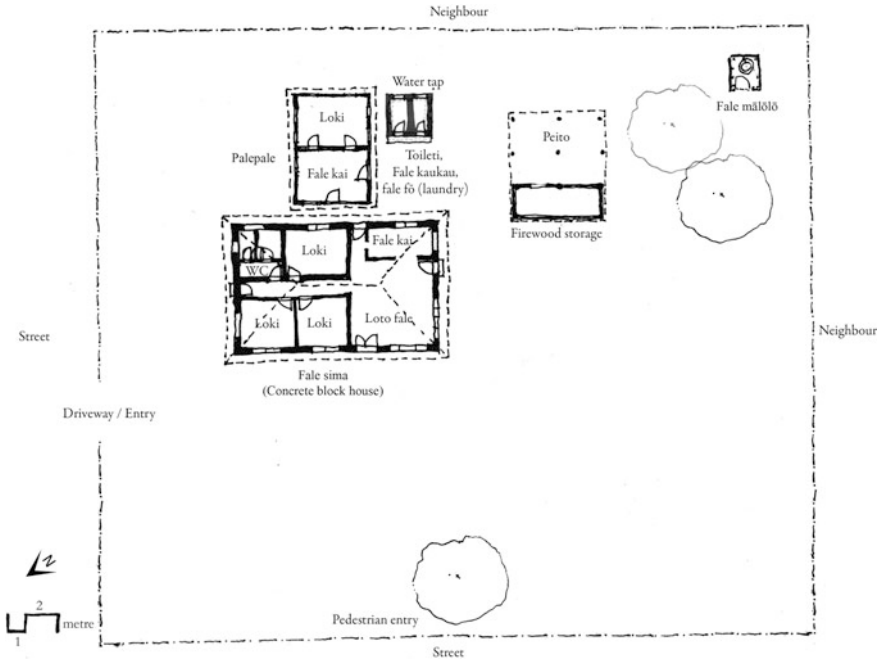 Neighbour
Water tap
Fale mālōlō
Loki
Peito
Palepale
Toileti,
Fale kaukau,
fale fō (laundry)
Fale kai
Firewood storage
Fale kai
Loki
WC
Loki
Loki
Loto fale
Street
Neighbour
Fale sima
(Concrete block house)
Driveway / Entry
N
2
metre
1
Pedestrian entry
Street